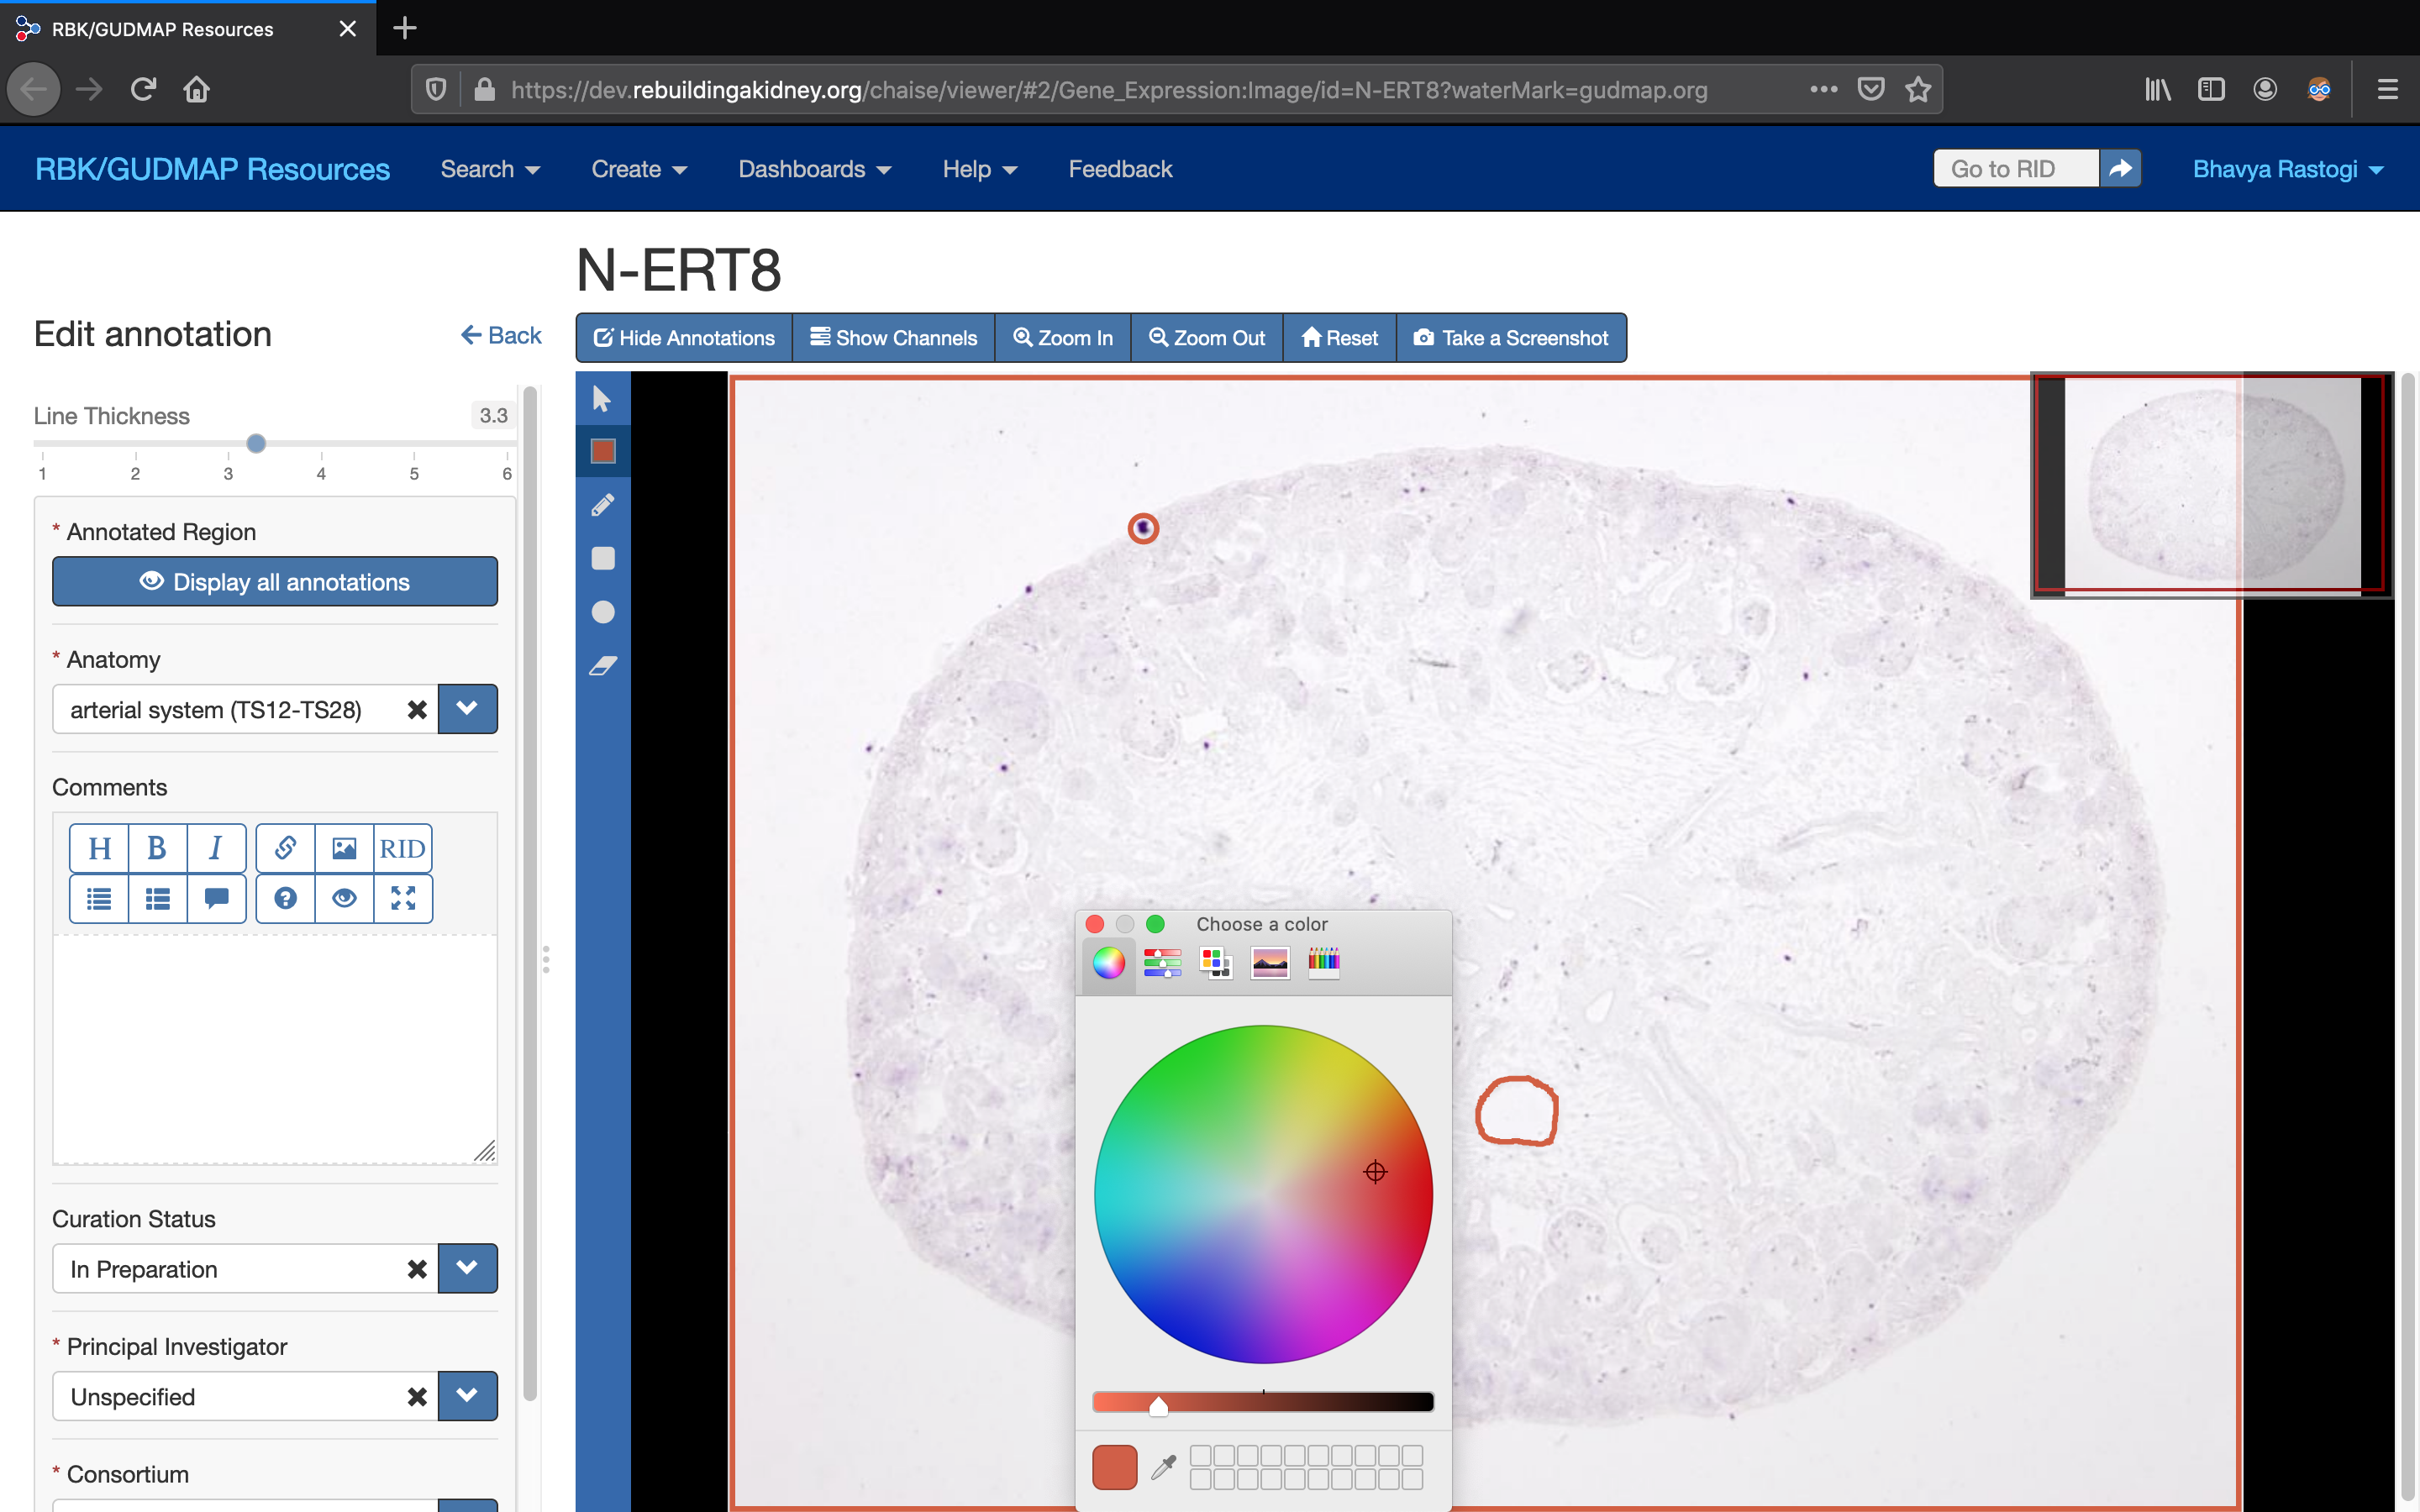 RBK/GUDMAP Resources
https://dev.rebuildingakidney.org/chaise/viewer/#2/Gene_Expression:Image/id=N-ERT8?waterMark=gudmap.org
RBK/GUDMAP Resources Search Create Dashboards Help Feedback Go to RID Bhavya Rastogi
N-ERT8
Edit annotation Back
Hide Annotations Show Channels Zoom In Zoom Out Reset Take a Screenshot
Line Thickness 3.3
1 2 3 4 5 6
* Annotated Region
Display all annotations
* Anatomy
arterial system (TS12-TS28)
Comments
H B I RID
Choose a color
Curation Status
In Preparation
* Principal Investigator
Unspecified
* Consortium